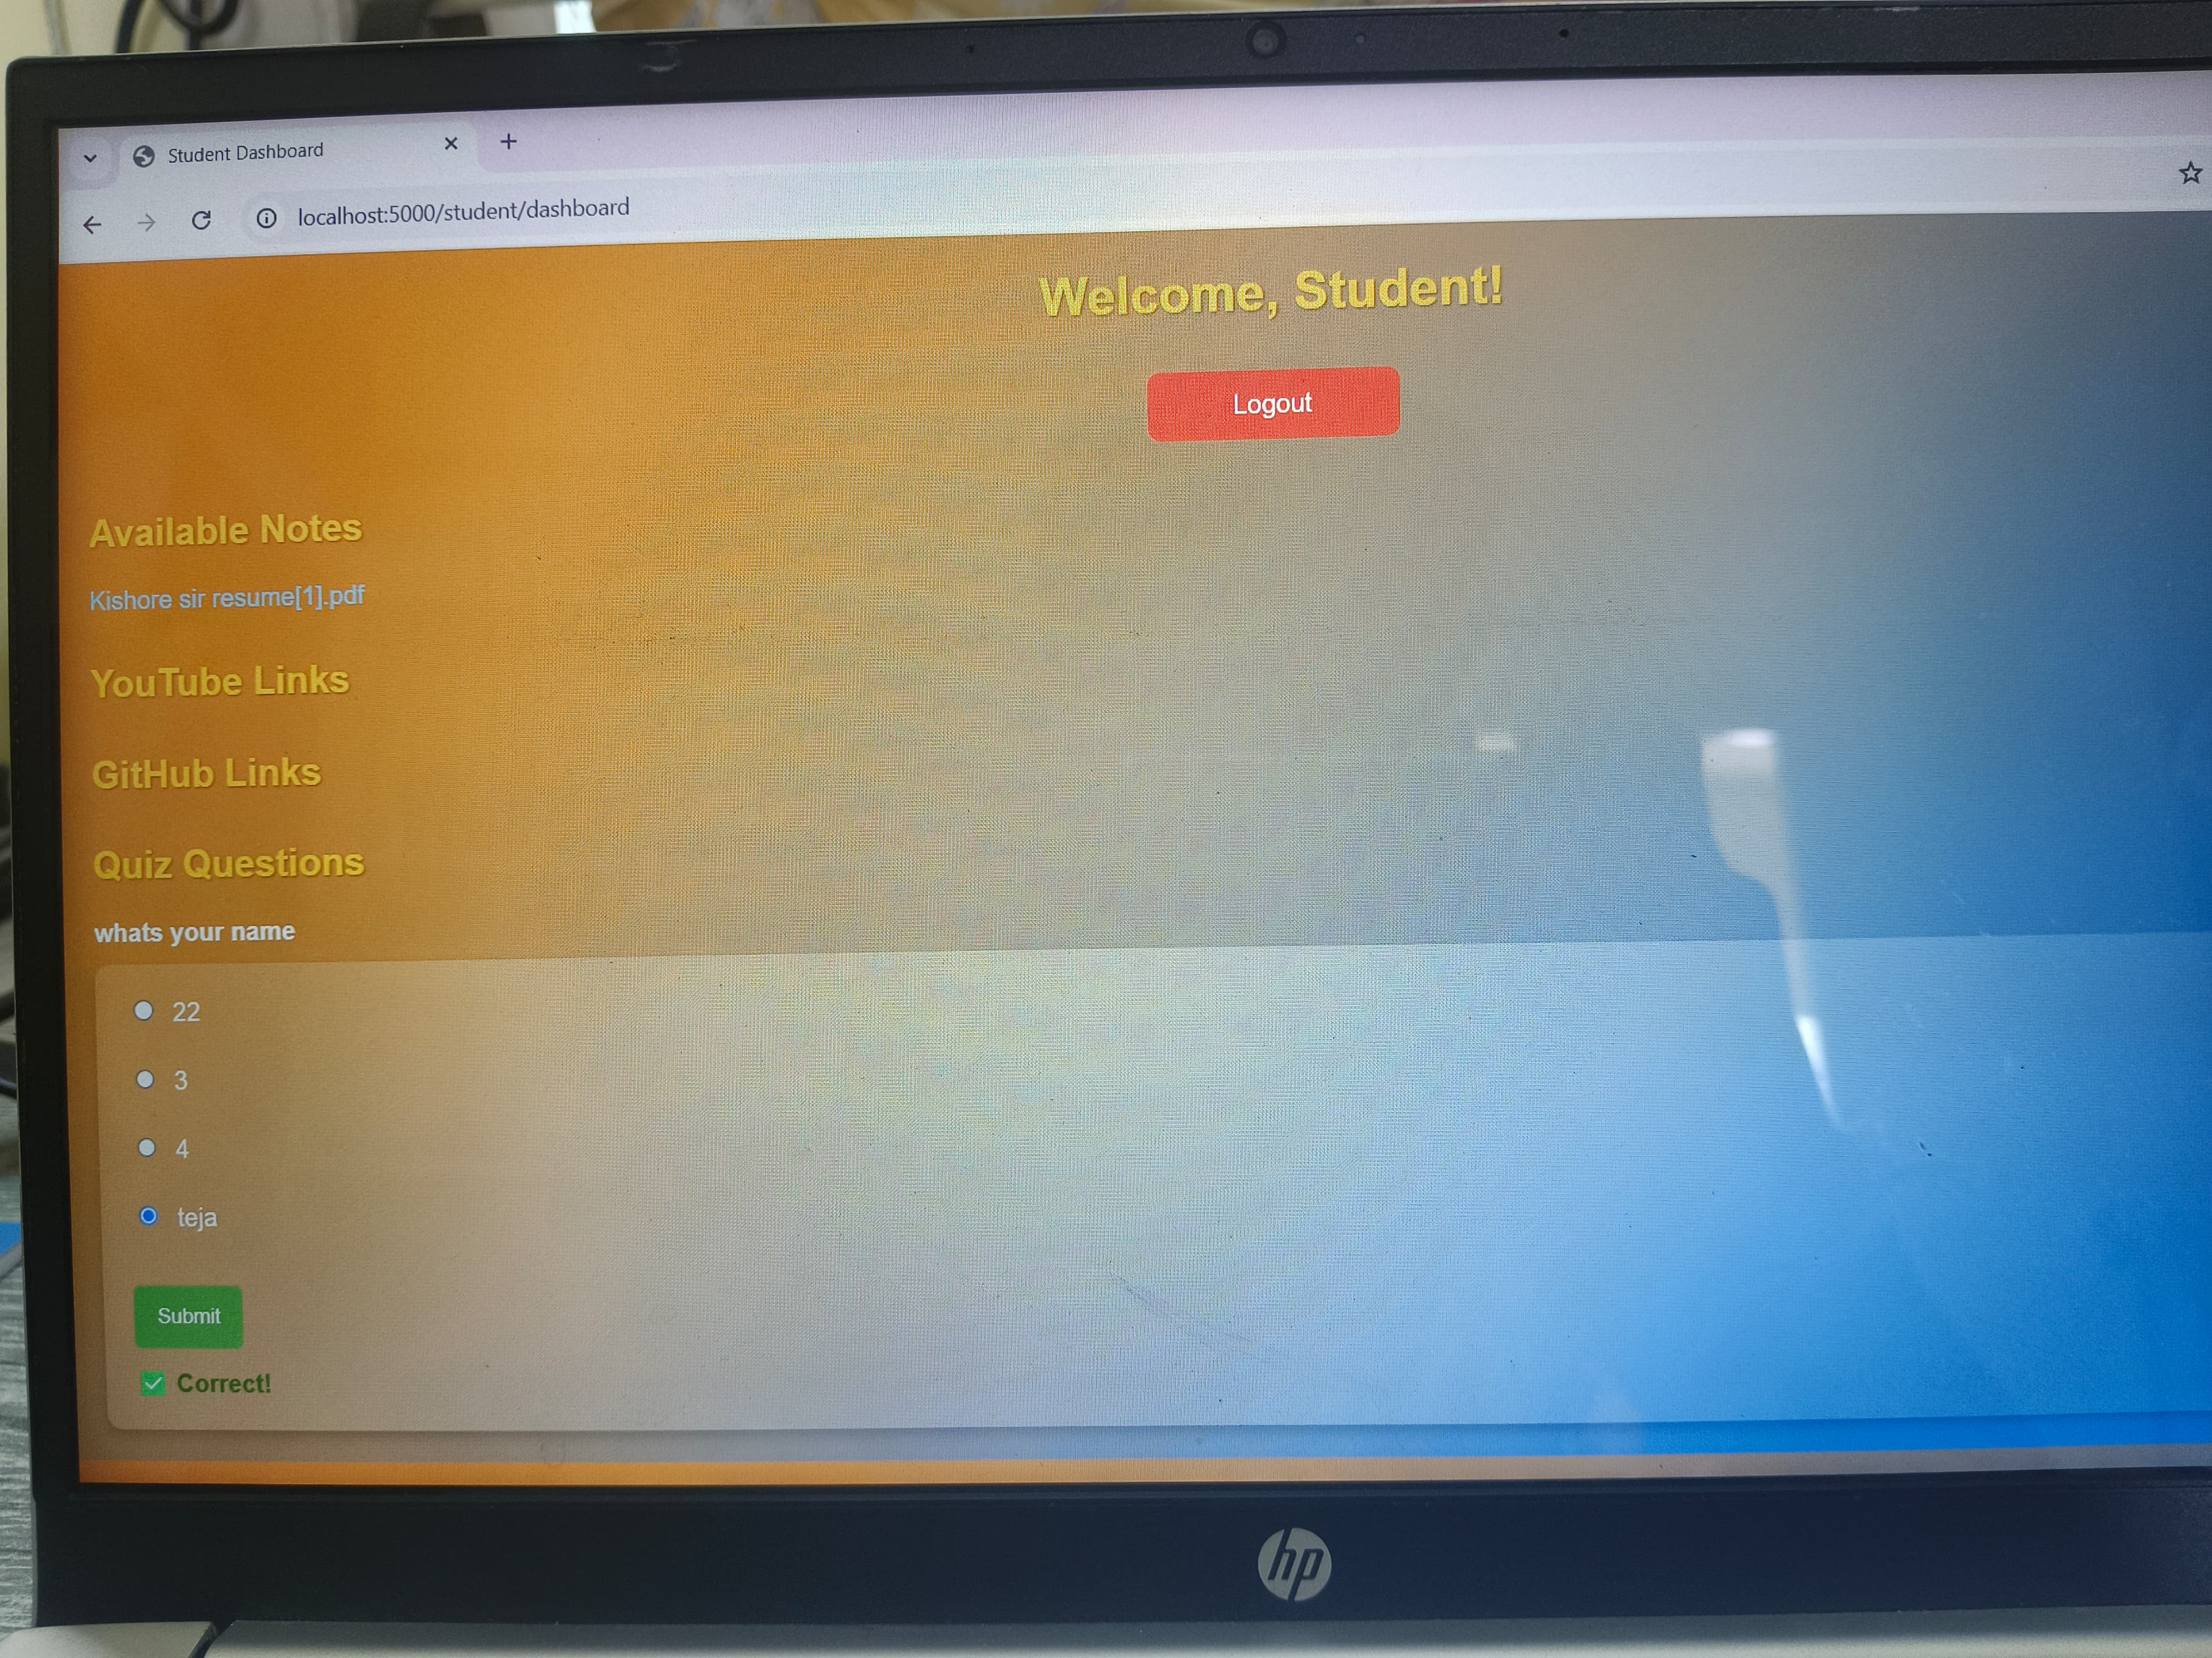 Student Dashboard
localhost:5000/student/dashboard
Welcome, Student!
Logout
Available Notes
Kishore sir resume[1].pdf
YouTube Links
GitHub Links
Quiz Questions
whats your name
22
3
4
teja
Submit
Correct!
hp